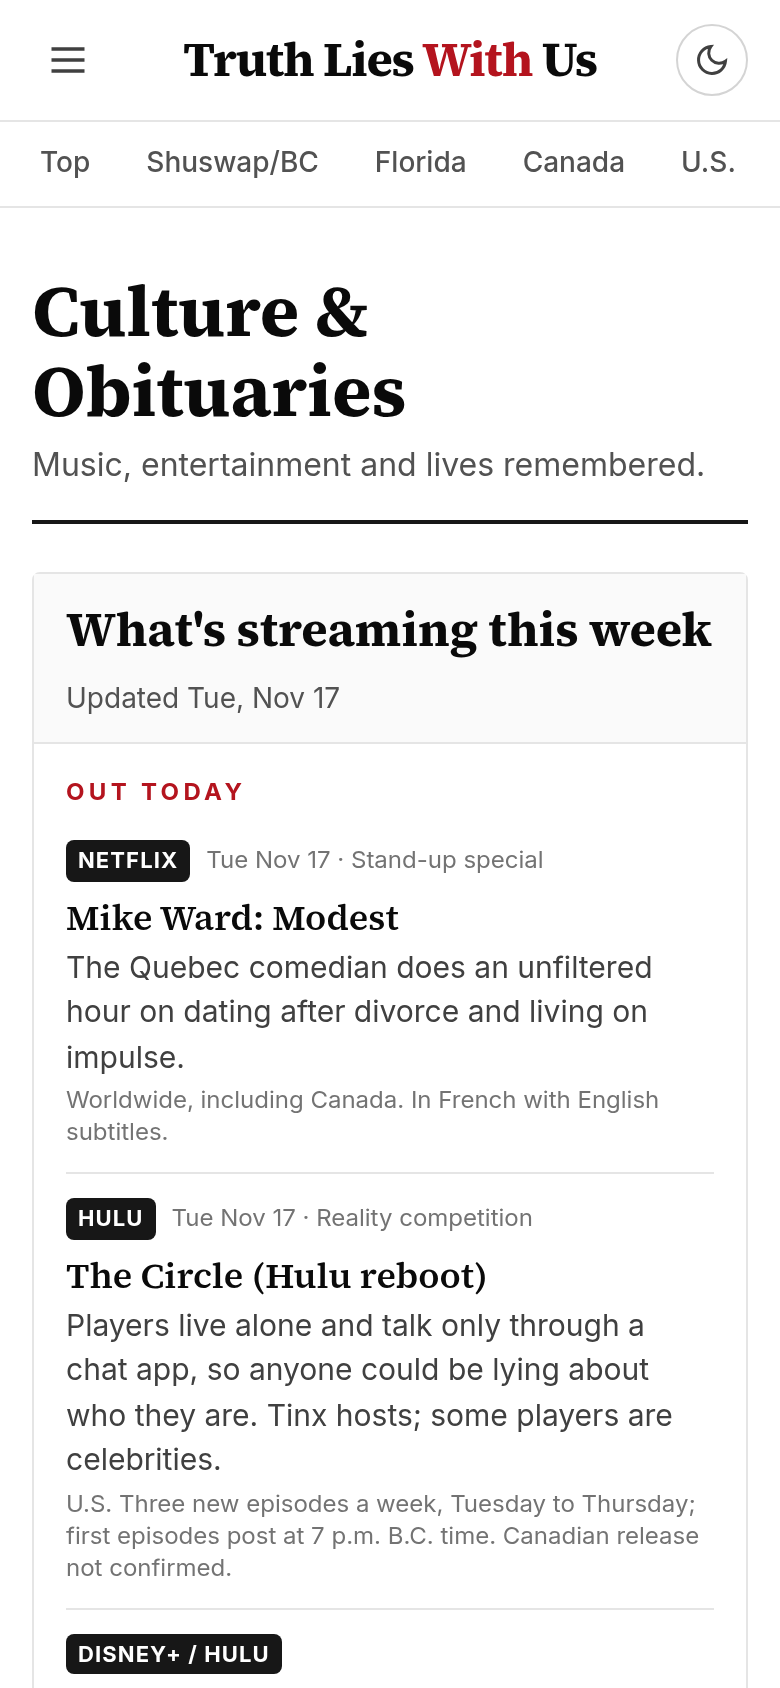 Truth Lies With Us
Top Shuswap/BC Florida Canada U.S.
Culture &
Obituaries
Music, entertainment and lives remembered.
What's streaming this week
Updated Tue, Nov 17
OUT TODAY
NETFLIX Tue Nov 17 · Stand-up special
Mike Ward: Modest
The Quebec comedian does an unfiltered
hour on dating after divorce and living on
impulse.
Worldwide, including Canada. In French with English
subtitles.
HULU Tue Nov 17 · Reality competition
The Circle (Hulu reboot)
Players live alone and talk only through a
chat app, so anyone could be lying about
who they are. Tinx hosts; some players are
celebrities.
U.S. Three new episodes a week, Tuesday to Thursday;
first episodes post at 7 p.m. B.C. time. Canadian release
not confirmed.
DISNEY+ / HULU